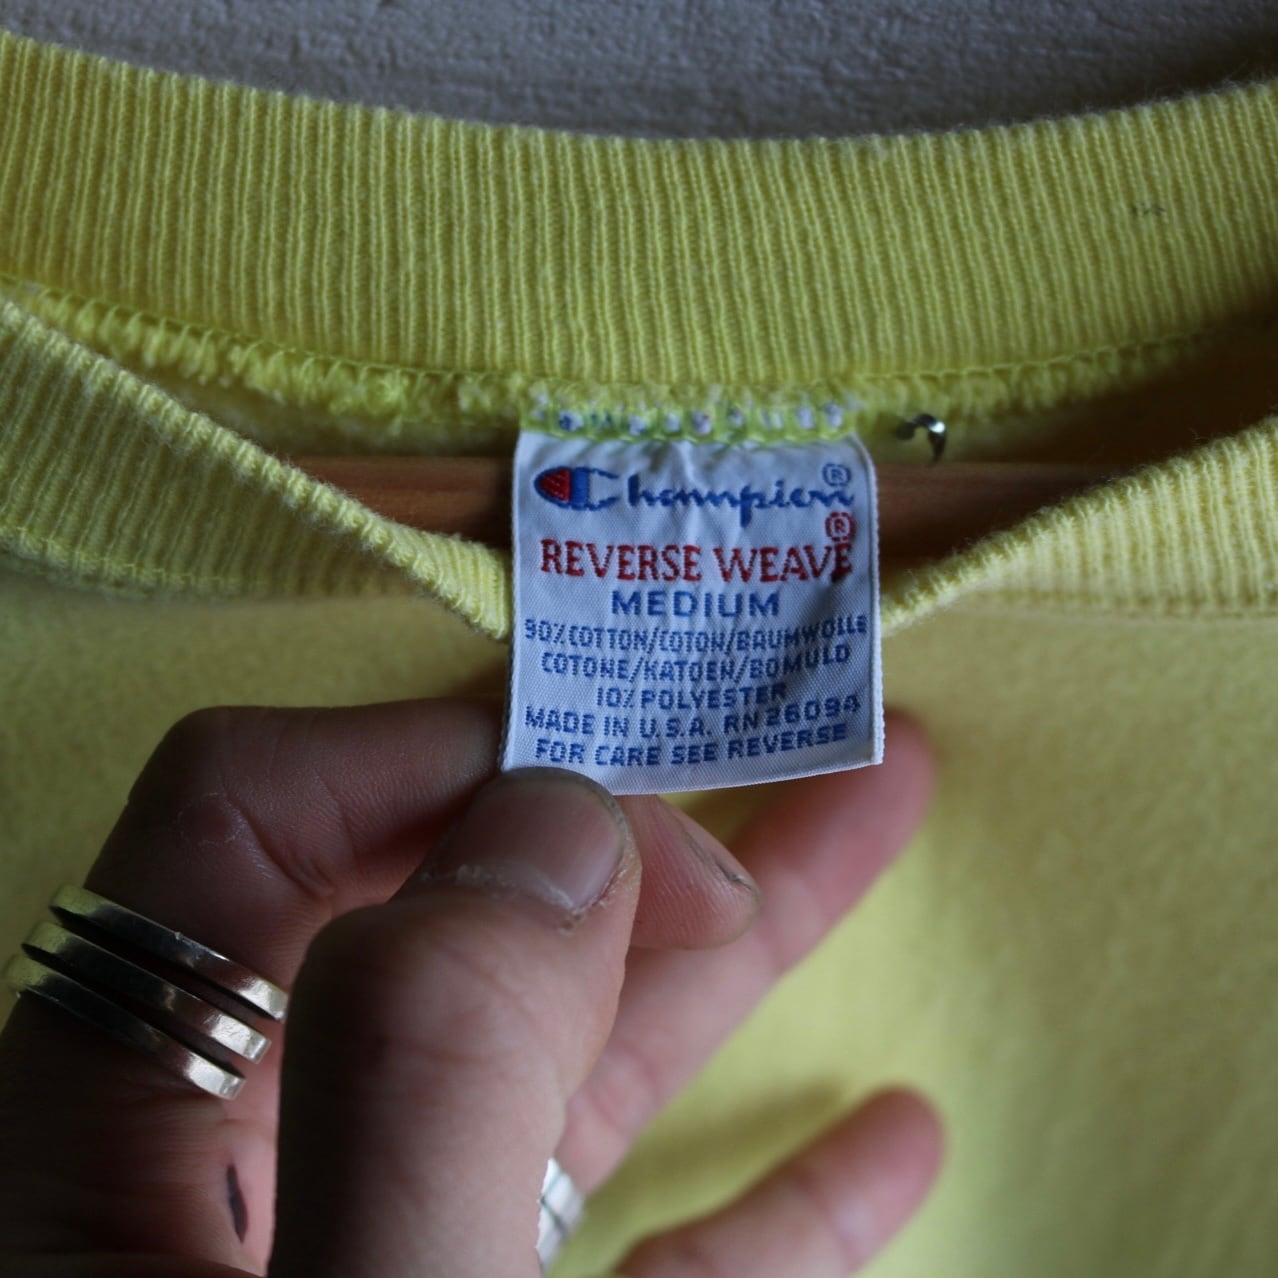 Champion®
REVERSE WEAVE®
MEDIUM
90% COTTON/COTON/BAUMWOLLE
COTONE/KATOEN/BOMULD
10% POLYESTER
MADE IN U.S.A. RN 26094
FOR CARE SEE REVERSE